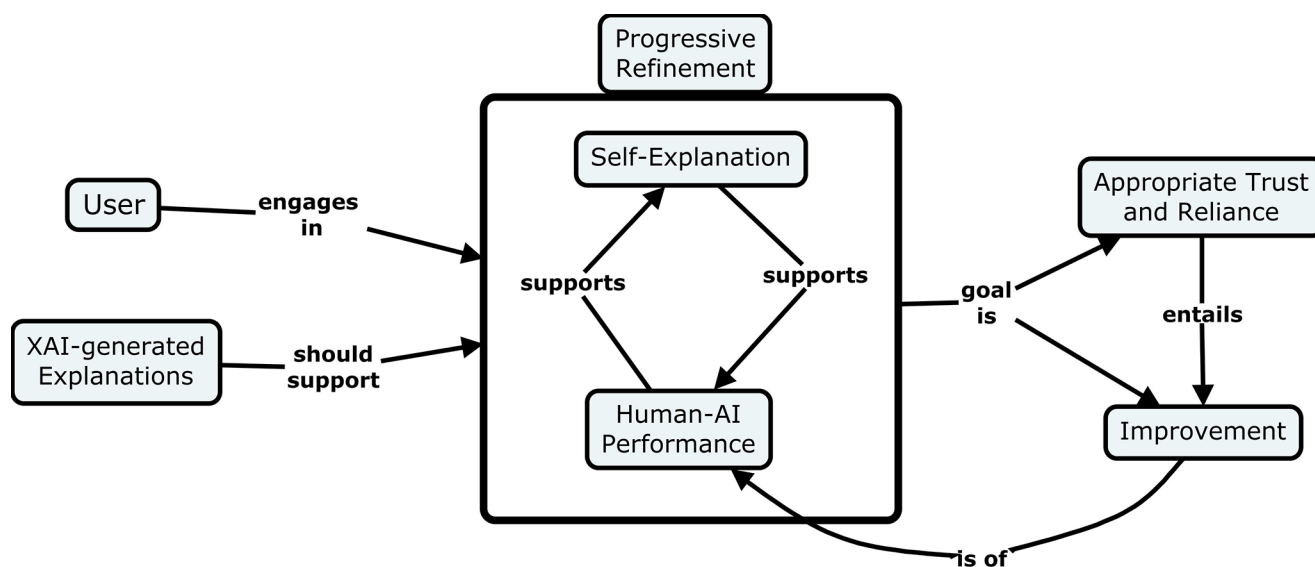 Progressive
Refinement
Self-Explanation
User
engages
in
supports
supports
Appropriate Trust
and Reliance
goal
is
entails
XAI-generated
Explanations
should
support
Human-AI
Performance
Improvement
is of